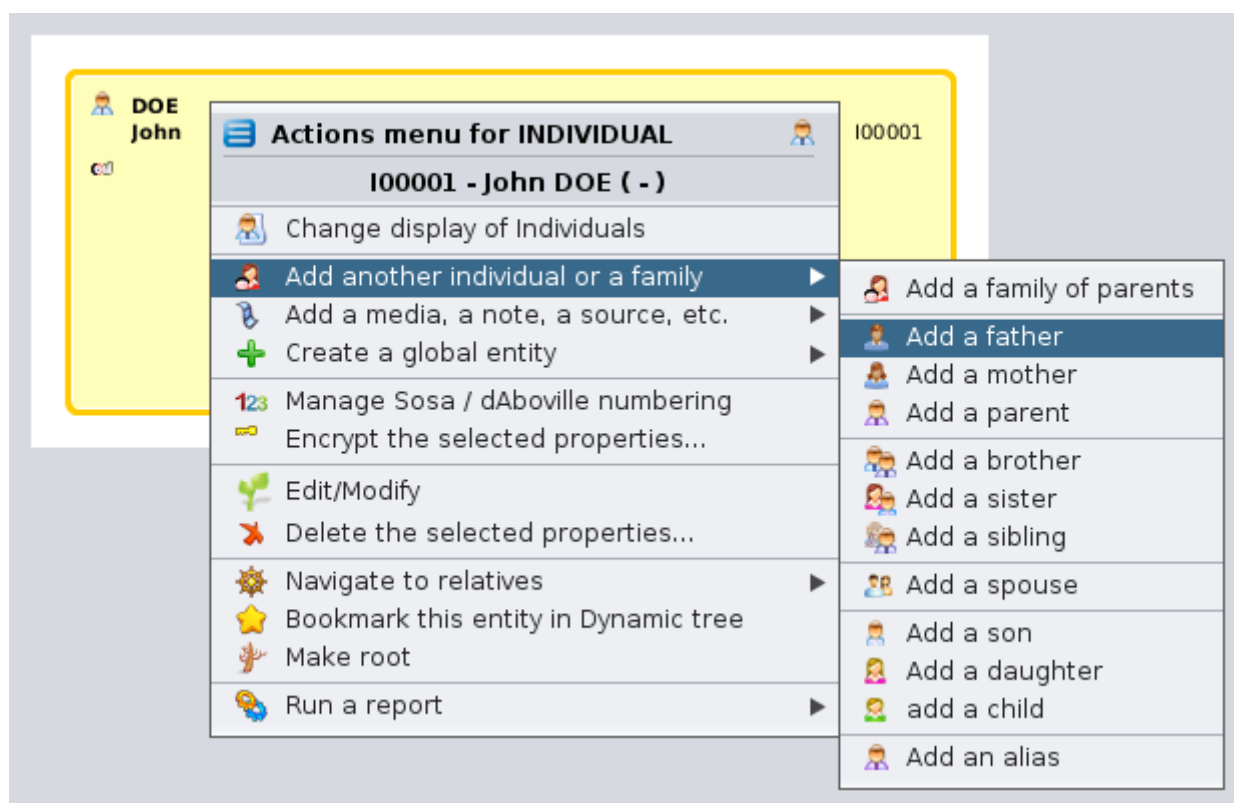 DOE
John
I00001
Actions menu for INDIVIDUAL
I00001 - John DOE ( - )
Change display of Individuals
Add another individual or a family
Add a media, a note, a source, etc.
Create a global entity
123 Manage Sosa / dAboville numbering
Encrypt the selected properties...
Edit/Modify
Delete the selected properties...
Navigate to relatives
Bookmark this entity in Dynamic tree
Make root
Run a report
Add a family of parents
Add a father
Add a mother
Add a parent
Add a brother
Add a sister
Add a sibling
Add a spouse
Add a son
Add a daughter
add a child
Add an alias